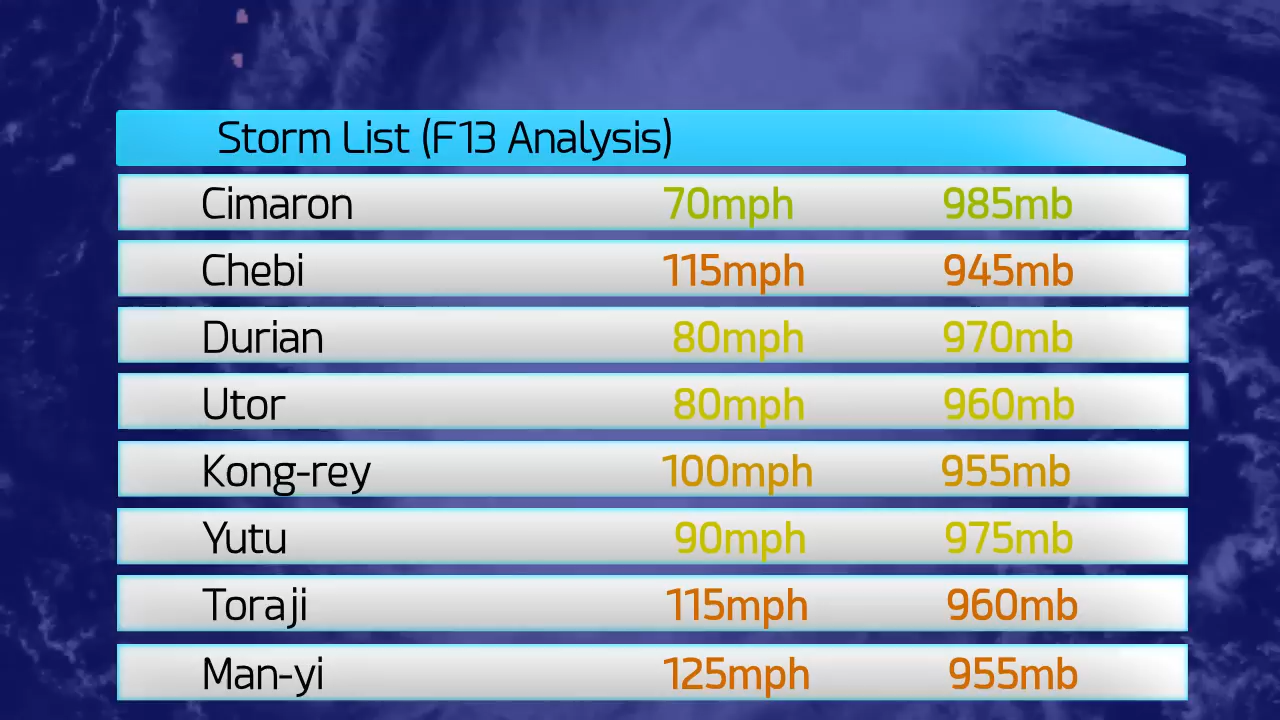 Storm List (F13 Analysis)
Cimaron 70mph 985mb
Chebi 115mph 945mb
Durian 80mph 970mb
Utor 80mph 960mb
Kong-rey 100mph 955mb
Yutu 90mph 975mb
Toraji 115mph 960mb
Man-yi 125mph 955mb